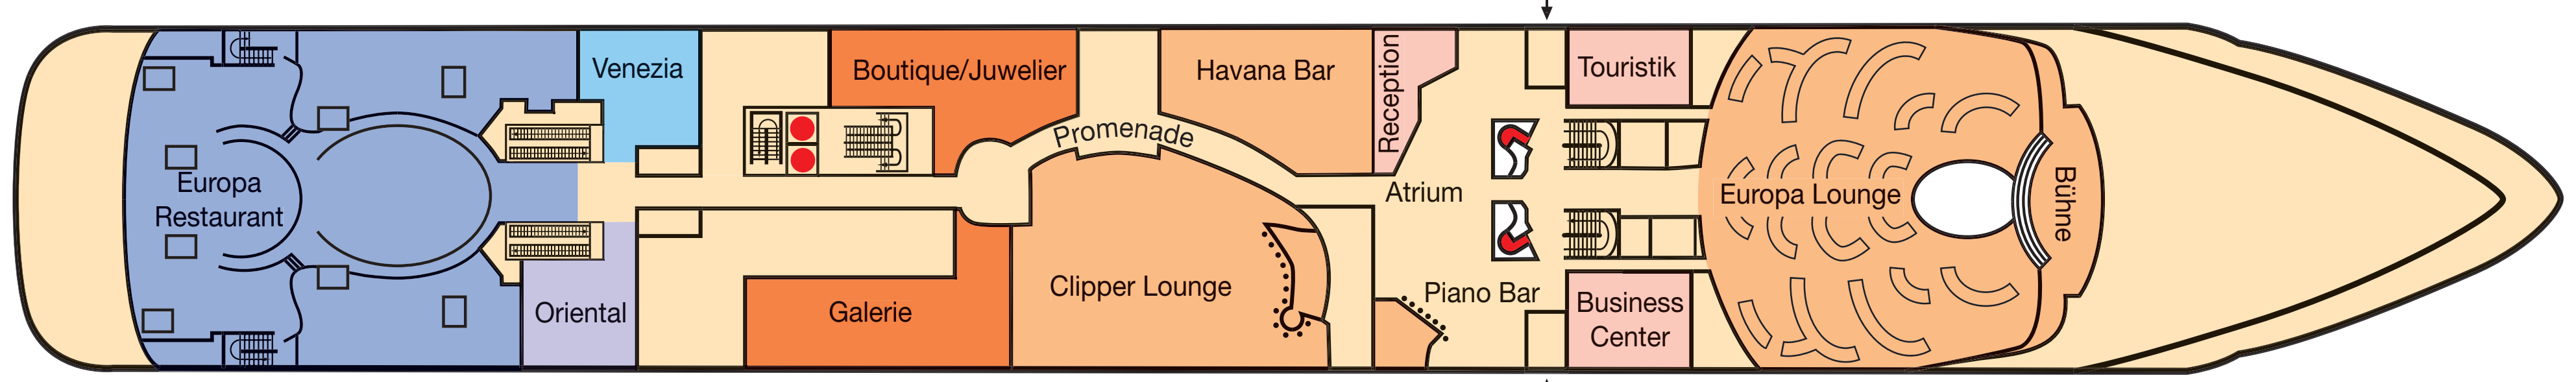 Europa
Restaurant
Venezia
Oriental
Boutique/Juwelier
Galerie
Promenade
Clipper Lounge
Havana Bar
Reception
Atrium
Piano Bar
Touristik
Business
Center
Europa Lounge
Bühne